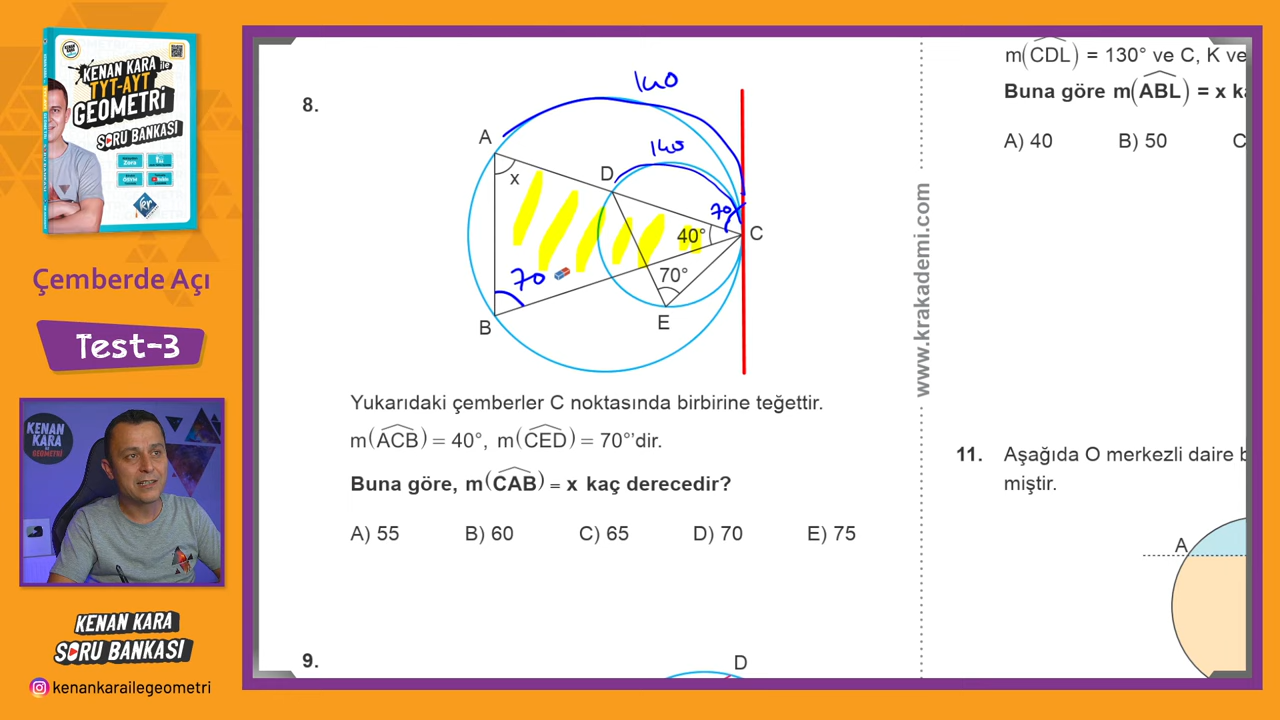 KENAN KARA ile
TYT-AYT
GEOMETRİ
SORU BANKASI
kr
Çemberde Açı
Test-3
KENAN
KARA
GEOMETRİ
KENAN KARA
SORU BANKASI
kenankarailegeometri
8.
140
140
A
x
D
70
40°
C
70
70°
B
E
Yukarıdaki çemberler C noktasında birbirine teğettir.
m(ACB) = 40°, m(CED) = 70°'dir.
Buna göre, m(CAB) = x kaç derecedir?
A) 55 B) 60 C) 65 D) 70 E) 75
9.
D
www.krakademi.com
m(CDL) = 130° ve C, K ve
Buna göre m(ABL) = x
A) 40 B) 50 C
11. Aşağıda O merkezli daire
miştir.
A